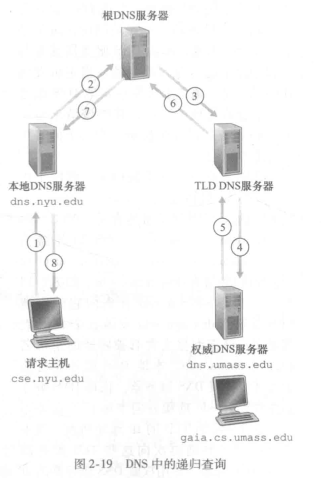 根DNS服务器
2
7
6
3
本地DNS服务器
dns.nyu.edu
TLD DNS服务器
1
8
5
4
请求主机
cse.nyu.edu
权威DNS服务器
dns.umass.edu
gaia.cs.umass.edu
图 2-19 DNS 中的递归查询